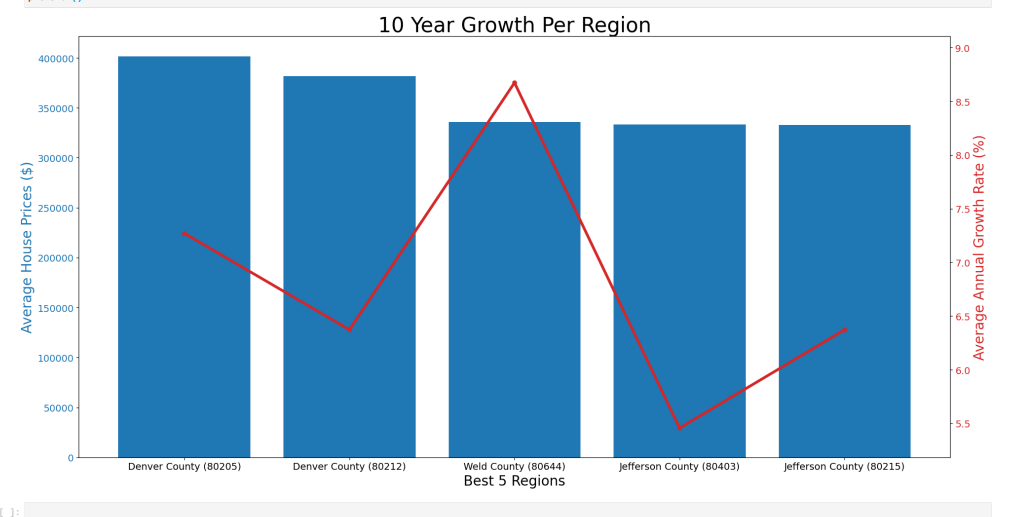 10 Year Growth Per Region
Average House Prices ($)
400000
350000
300000
250000
200000
150000
100000
50000
0
9.0
8.5
8.0
7.5
7.0
6.5
6.0
5.5
Average Annual Growth Rate (%)
Denver County (80205)
Denver County (80212)
Weld County (80644)
Jefferson County (80403)
Jefferson County (80215)
Best 5 Regions
[ ]: